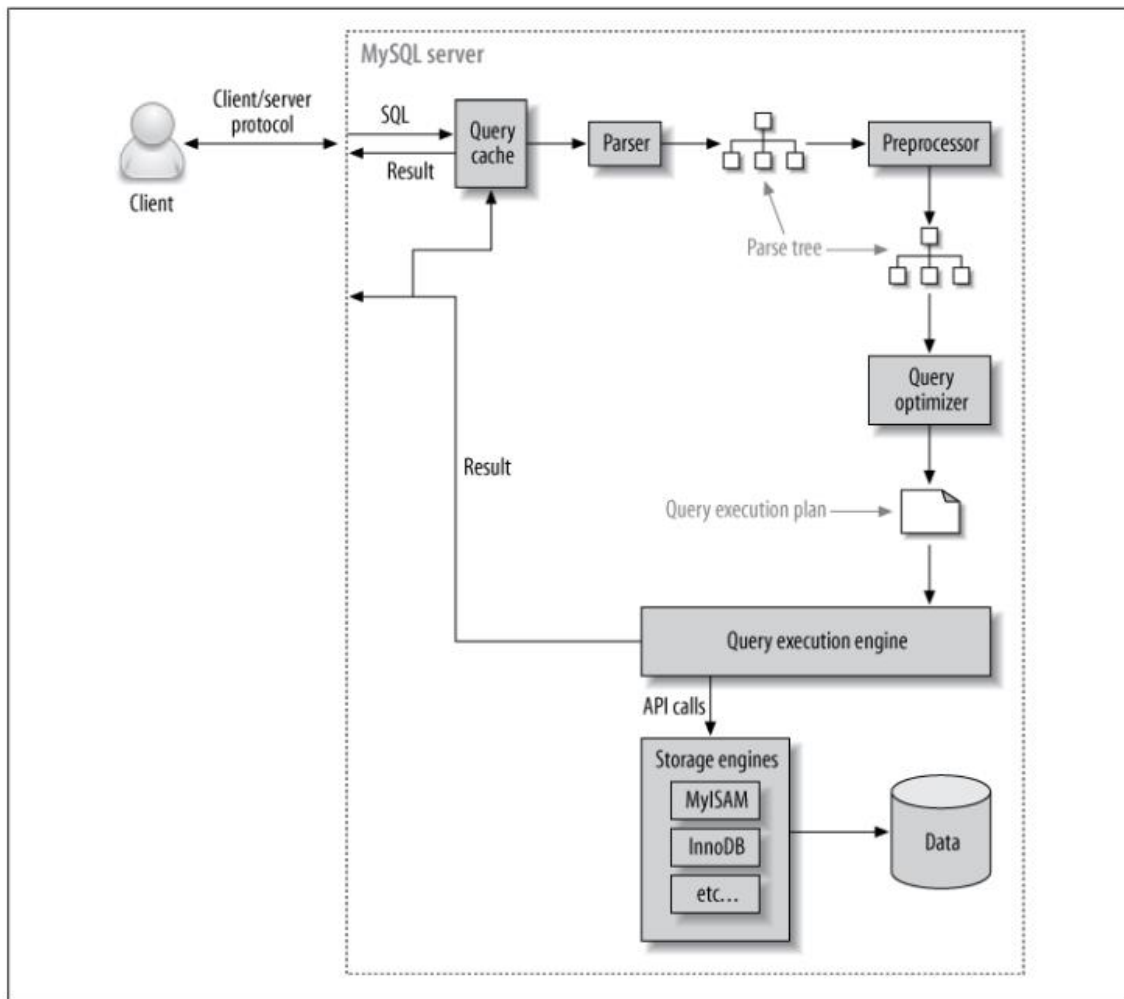 MySQL server
Client/server
protocol
SQL
Result
Query
cache
Parser
Preprocessor
Client
Parse tree
Query
optimizer
Result
Query execution plan
Query execution engine
API calls
Storage engines
MyISAM
InnoDB
etc...
Data